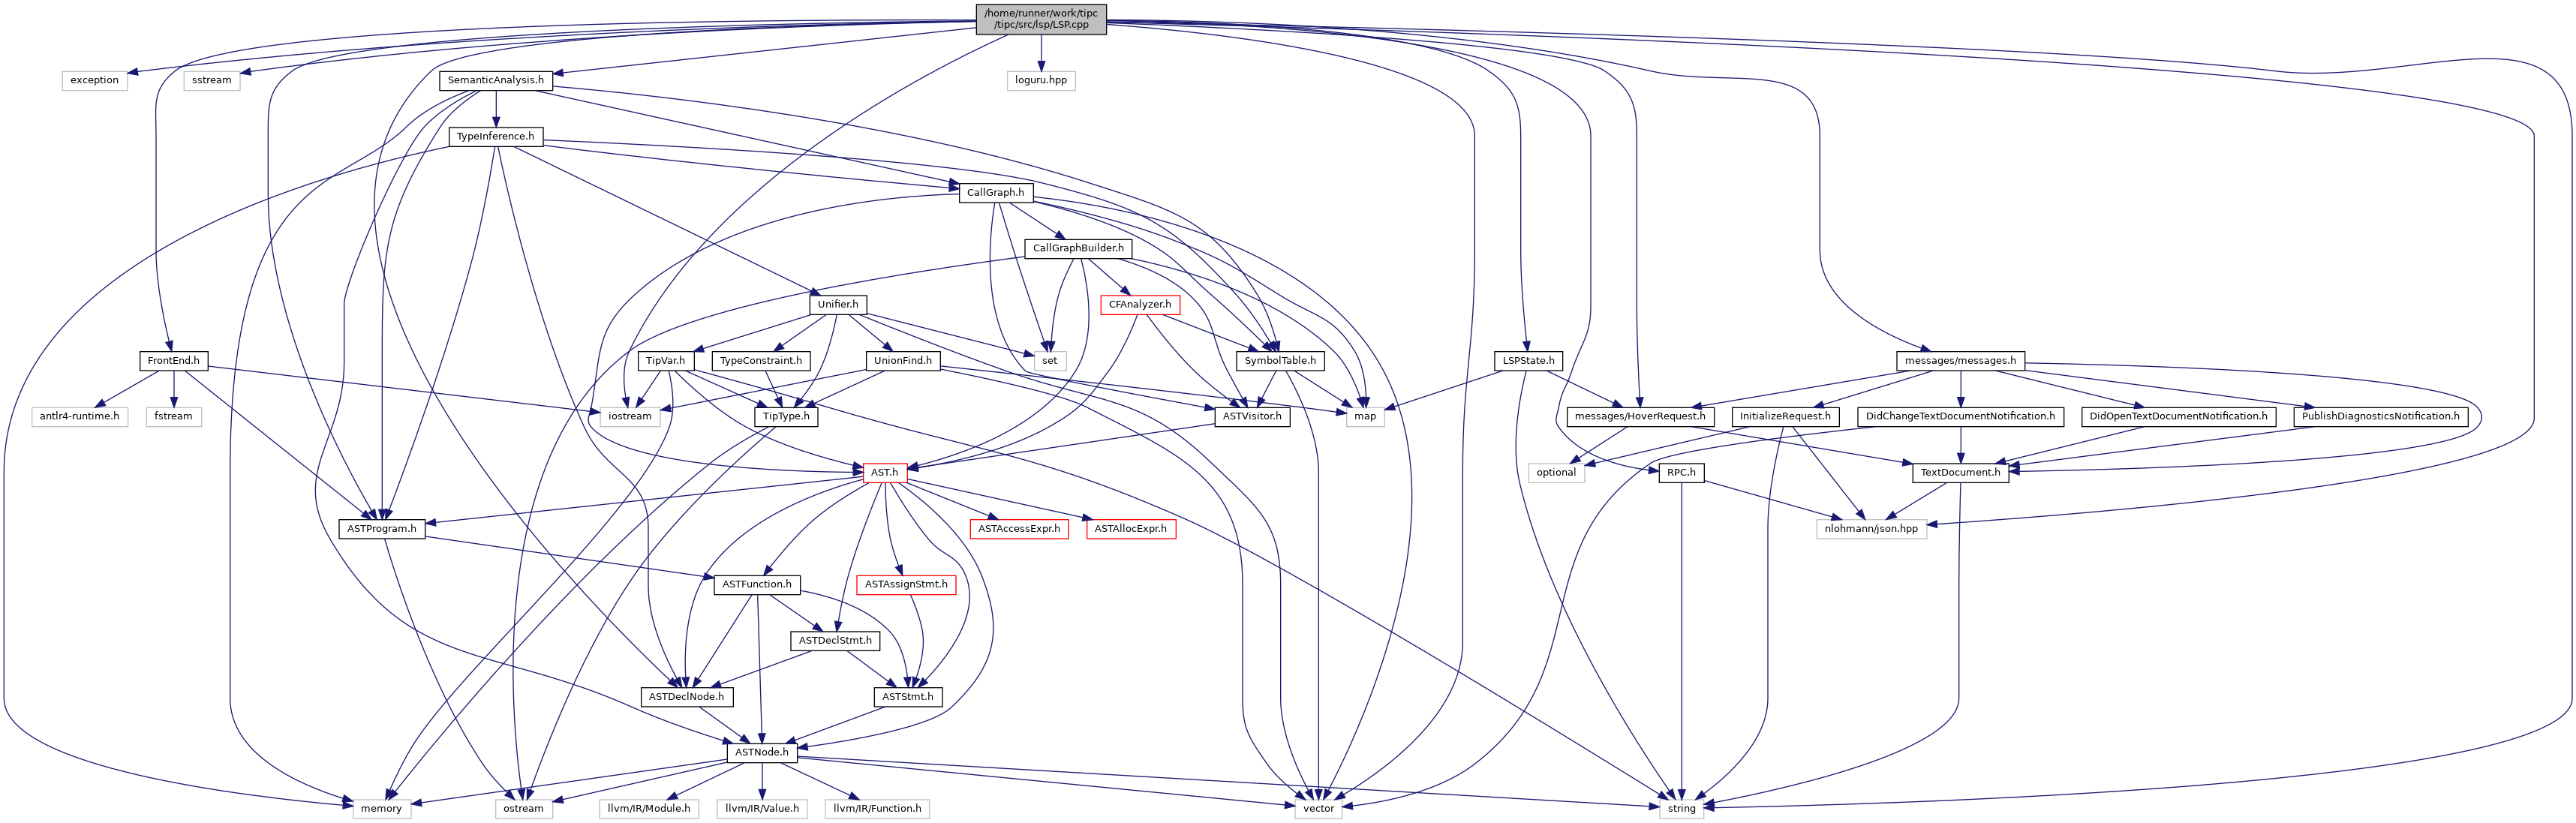 /home/runner/work/tipc
/tipc/src/lsp/LSP.cpp
exception
sstream
SemanticAnalysis.h
loguru.hpp
TypeInference.h
CallGraph.h
CallGraphBuilder.h
Unifier.h
CFAnalyzer.h
FrontEnd.h
TipVar.h
TypeConstraint.h
UnionFind.h
set
SymbolTable.h
LSPState.h
messages/messages.h
antlr4-runtime.h
fstream
iostream
TipType.h
ASTVisitor.h
map
messages/HoverRequest.h
InitializeRequest.h
DidChangeTextDocumentNotification.h
DidOpenTextDocumentNotification.h
PublishDiagnosticsNotification.h
AST.h
optional
RPC.h
TextDocument.h
ASTProgram.h
ASTAccessExpr.h
ASTAllocExpr.h
nlohmann/json.hpp
ASTFunction.h
ASTAssignStmt.h
ASTDeclStmt.h
ASTDeclNode.h
ASTStmt.h
ASTNode.h
memory
ostream
llvm/IR/Module.h
llvm/IR/Value.h
llvm/IR/Function.h
vector
string